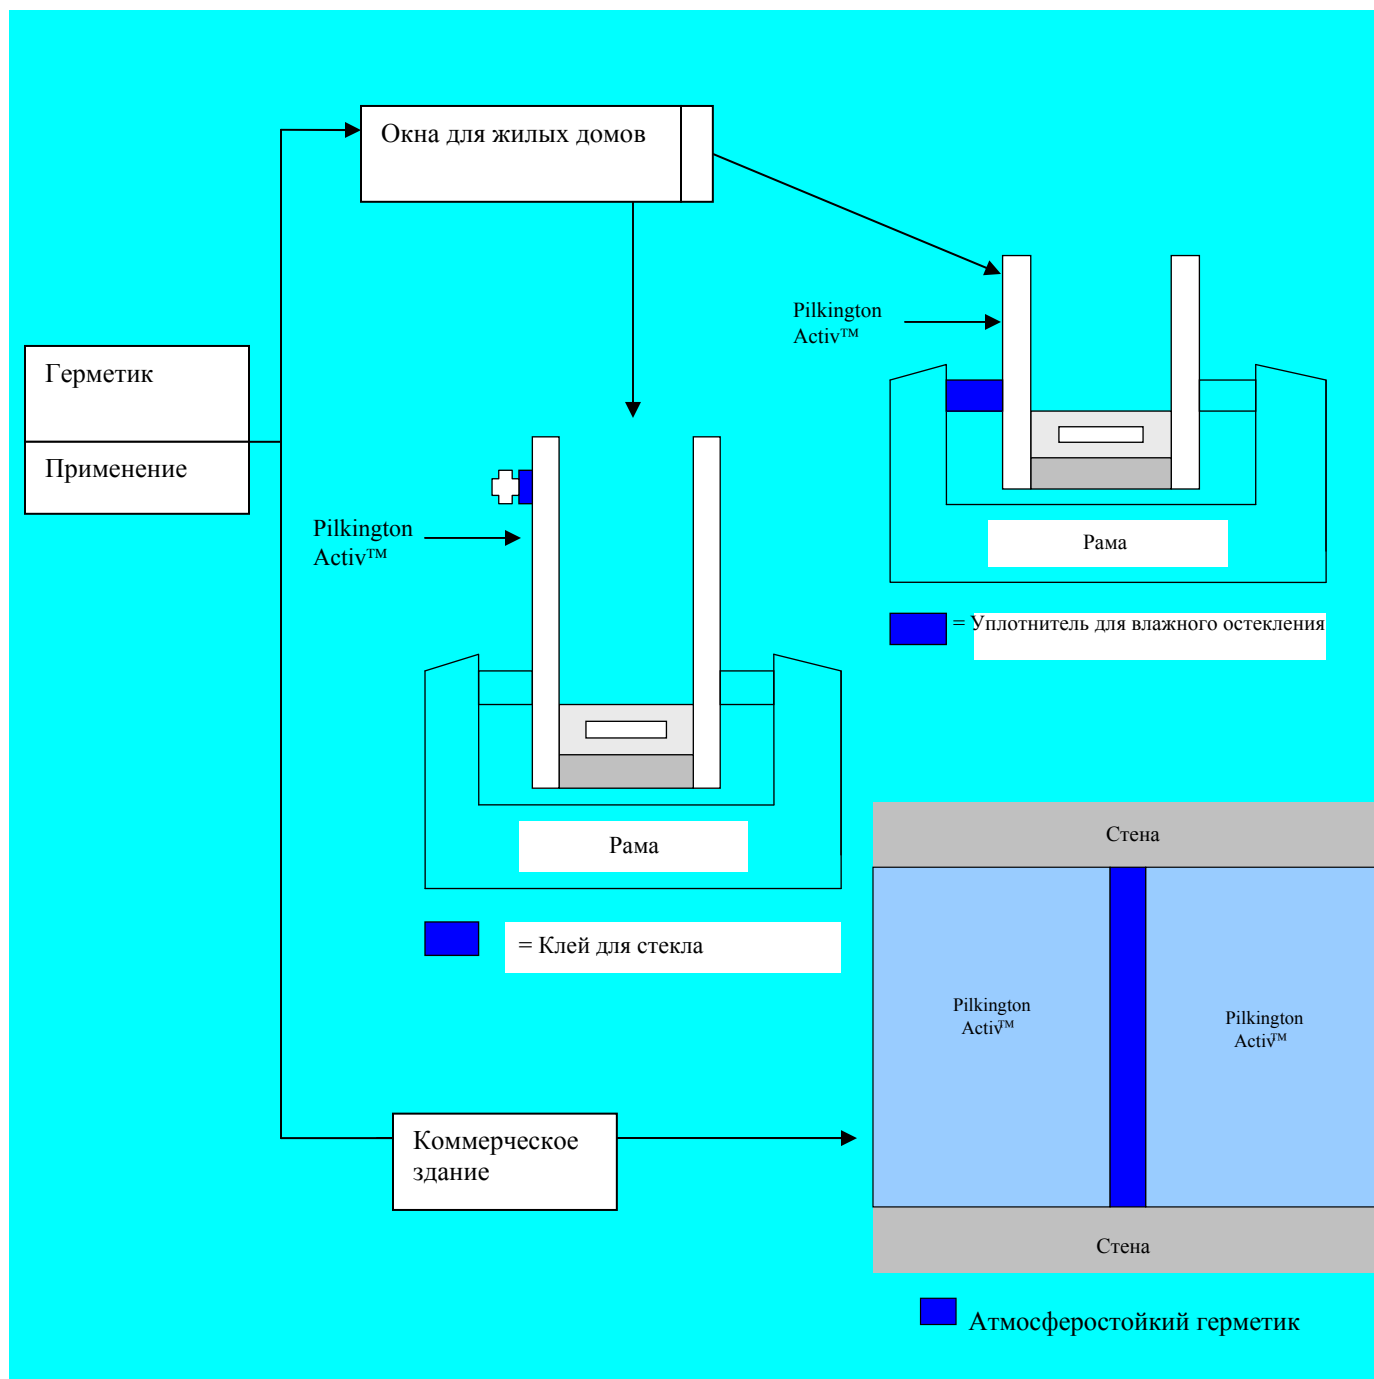 Окна для жилых домов
Pilkington
Activ™
Герметик
Применение
Pilkington
Activ™
Рама
= Уплотнитель для влажного остекления
Рама
= Клей для стекла
Стена
Pilkington
Activ™
Pilkington
Activ™
Коммерческое
здание
Стена
Атмосферостойкий герметик